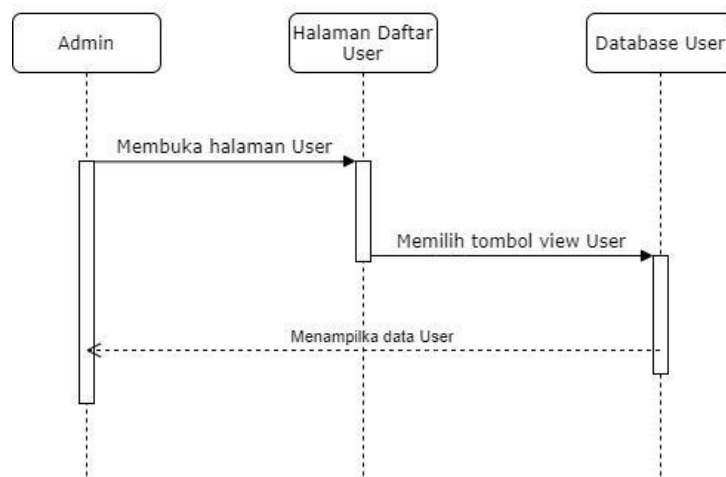 Admin
Halaman Daftar
User
Database User
Membuka halaman User
Memilih tombol view User
Menampilka data User